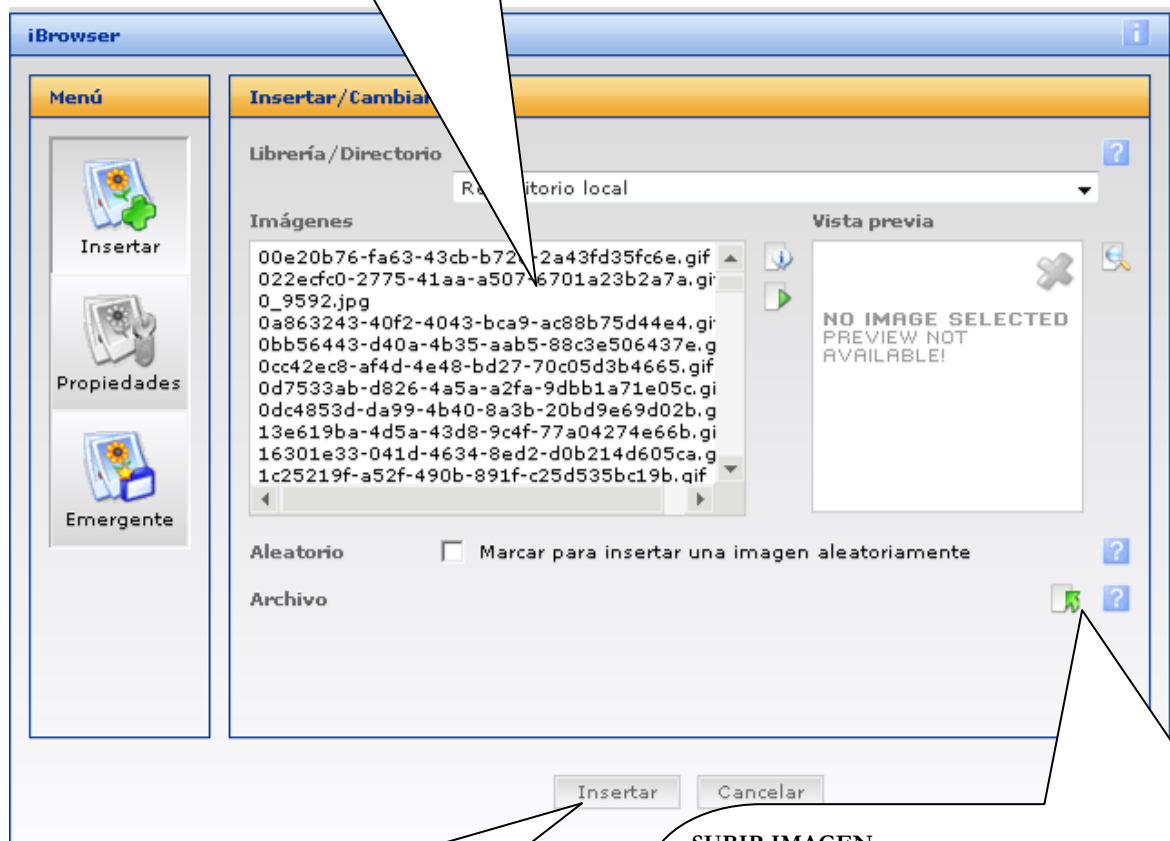 iBrowser
Menú
Insertar/Cambiar
Librería/Directorio
local
Imágenes
Vista previa
00e20b76-fa63-43cb-b72
2a43fd35fc6e.gif
022ecfc0-2775-41aa-a507
6701a23b2a7a.gi
0_9592.jpg
0a863243-40f2-4043-bca9-ac88b75d44e4.gi
0bb56443-d40a-4b35-aab5-88c3e506437e.g
0cc42ec8-af4d-4e48-bd27-70c05d3b4665.gif
0d7533ab-d826-4a5a-a2fa-9dbb1a71e05c.gi
0dc4853d-da99-4b40-8a3b-20bd9e69d02b.g
13e619ba-4d5a-43d8-9c4f-77a04274e66b.gi
16301e33-041d-4634-8ed2-d0b214d605ca.g
1c25219f-a52f-490b-891f-c25d535bc19b.gif
NO IMAGE SELECTED
PREVIEW NOT
AVAILABLE!
Insertar
Propiedades
Emergente
Aleatorio
Marcar para insertar una imagen aleatoriamente
Archivo
Insertar
Cancelar
SUBIR IMAGEN